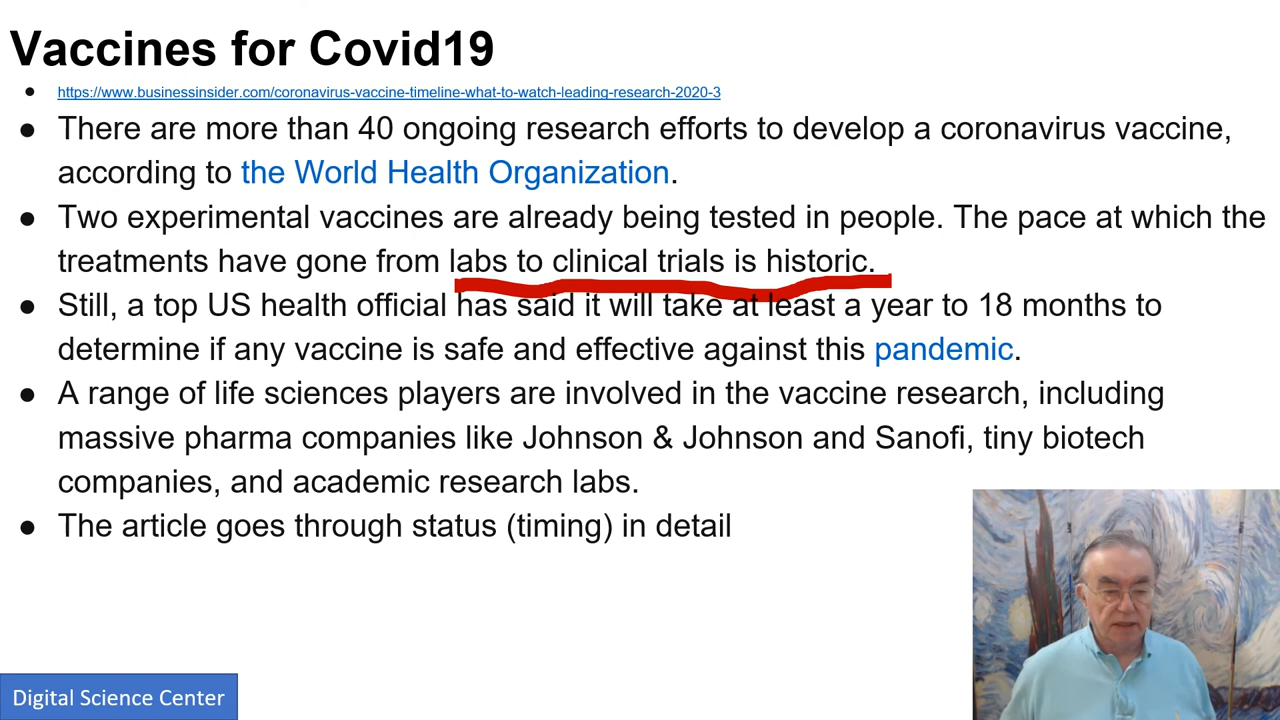 Vaccines for Covid19
● https://www.businessinsider.com/coronavirus-vaccine-timeline-what-to-watch-leading-research-2020-3
● There are more than 40 ongoing research efforts to develop a coronavirus vaccine,
according to the World Health Organization.
● Two experimental vaccines are already being tested in people. The pace at which the
treatments have gone from labs to clinical trials is historic.
● Still, a top US health official has said it will take at least a year to 18 months to
determine if any vaccine is safe and effective against this pandemic.
● A range of life sciences players are involved in the vaccine research, including
massive pharma companies like Johnson & Johnson and Sanofi, tiny biotech
companies, and academic research labs.
● The article goes through status (timing) in detail
Digital Science Center